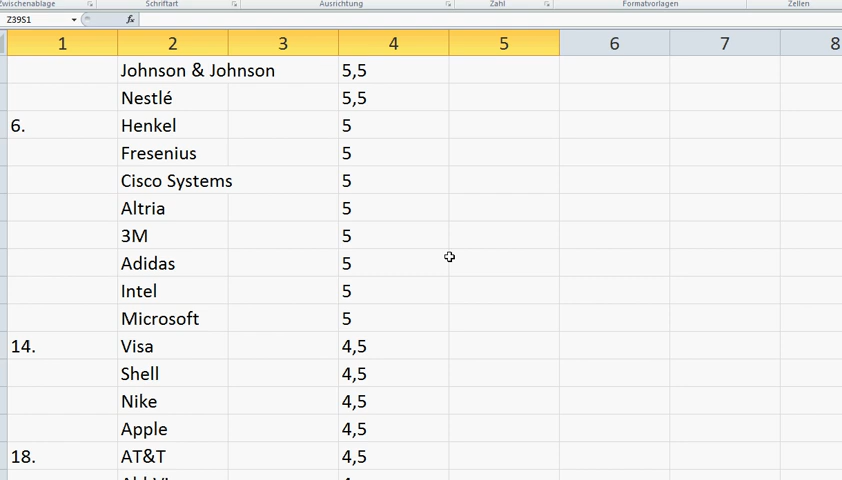 Zwischenablage Schriftart Ausrichtung Zahl Formatvorlagen Zellen
Z39S1 fx
1 2 3 4 5 6 7 8
Johnson & Johnson 5,5
Nestlé 5,5
6. Henkel 5
Fresenius 5
Cisco Systems 5
Altria 5
3M 5
Adidas 5
Intel 5
Microsoft 5
14. Visa 4,5
Shell 4,5
Nike 4,5
Apple 4,5
18. AT&T 4,5